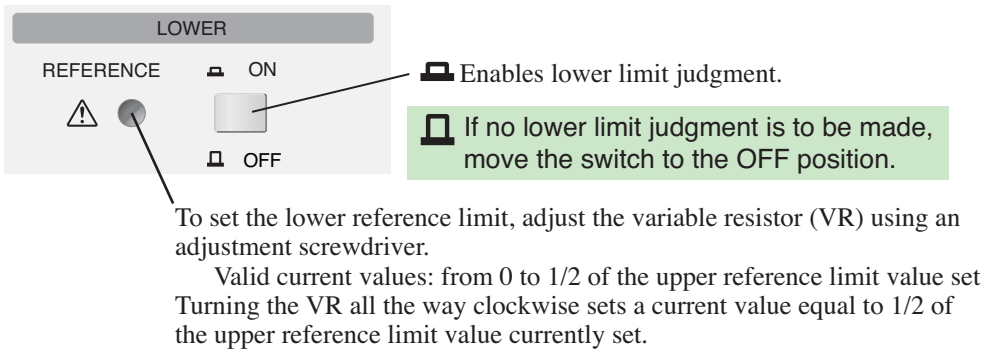 LOWER
REFERENCE
ON
OFF
Enables lower limit judgment.
If no lower limit judgment is to be made,
move the switch to the OFF position.
To set the lower reference limit, adjust the variable resistor (VR) using an
adjustment screwdriver.
Valid current values: from 0 to 1/2 of the upper reference limit value set
Turning the VR all the way clockwise sets a current value equal to 1/2 of
the upper reference limit value currently set.